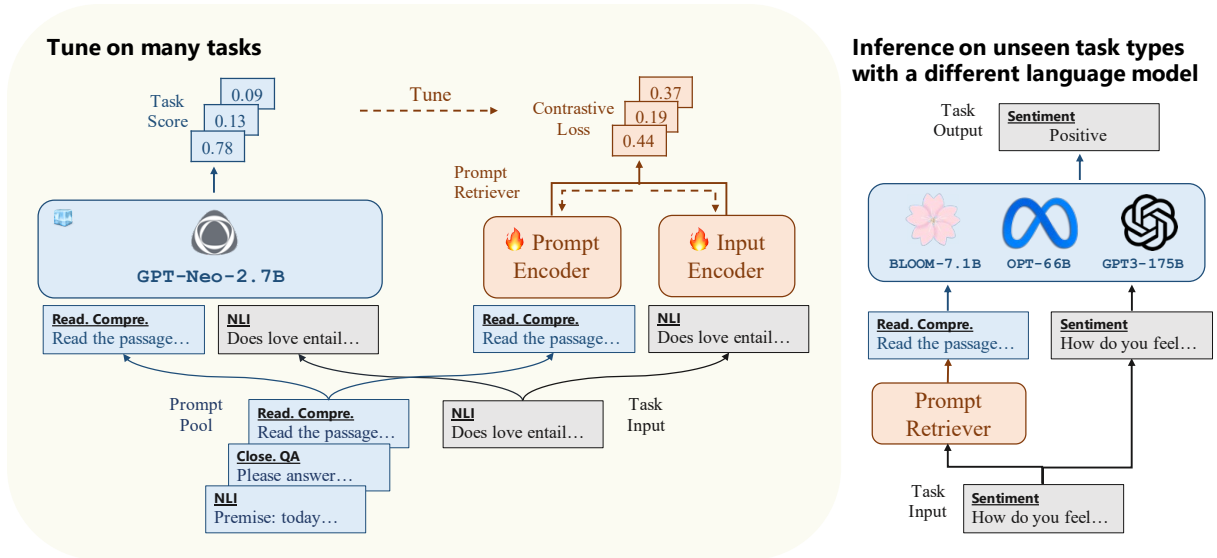 Tune on many tasks
Task
Score
0.09
0.13
0.78
Tune
Contrastive
Loss
0.37
0.19
0.44
Prompt
Retriever
GPT-Neo-2.7B
Prompt
Encoder
Input
Encoder
Read. Compre.
Read the passage…
NLI
Does love entail…
Read. Compre.
Read the passage…
NLI
Does love entail…
Prompt
Pool
Read. Compre.
Read the passage…
Close. QA
Please answer…
NLI
Premise: today…
NLI
Does love entail…
Task
Input
Inference on unseen task types
with a different language model
Task
Output
Sentiment
Positive
BLOOM-7.1B
OPT-66B
GPT3-175B
Read. Compre.
Read the passage…
Sentiment
How do you feel…
Prompt
Retriever
Task
Input
Sentiment
How do you feel…